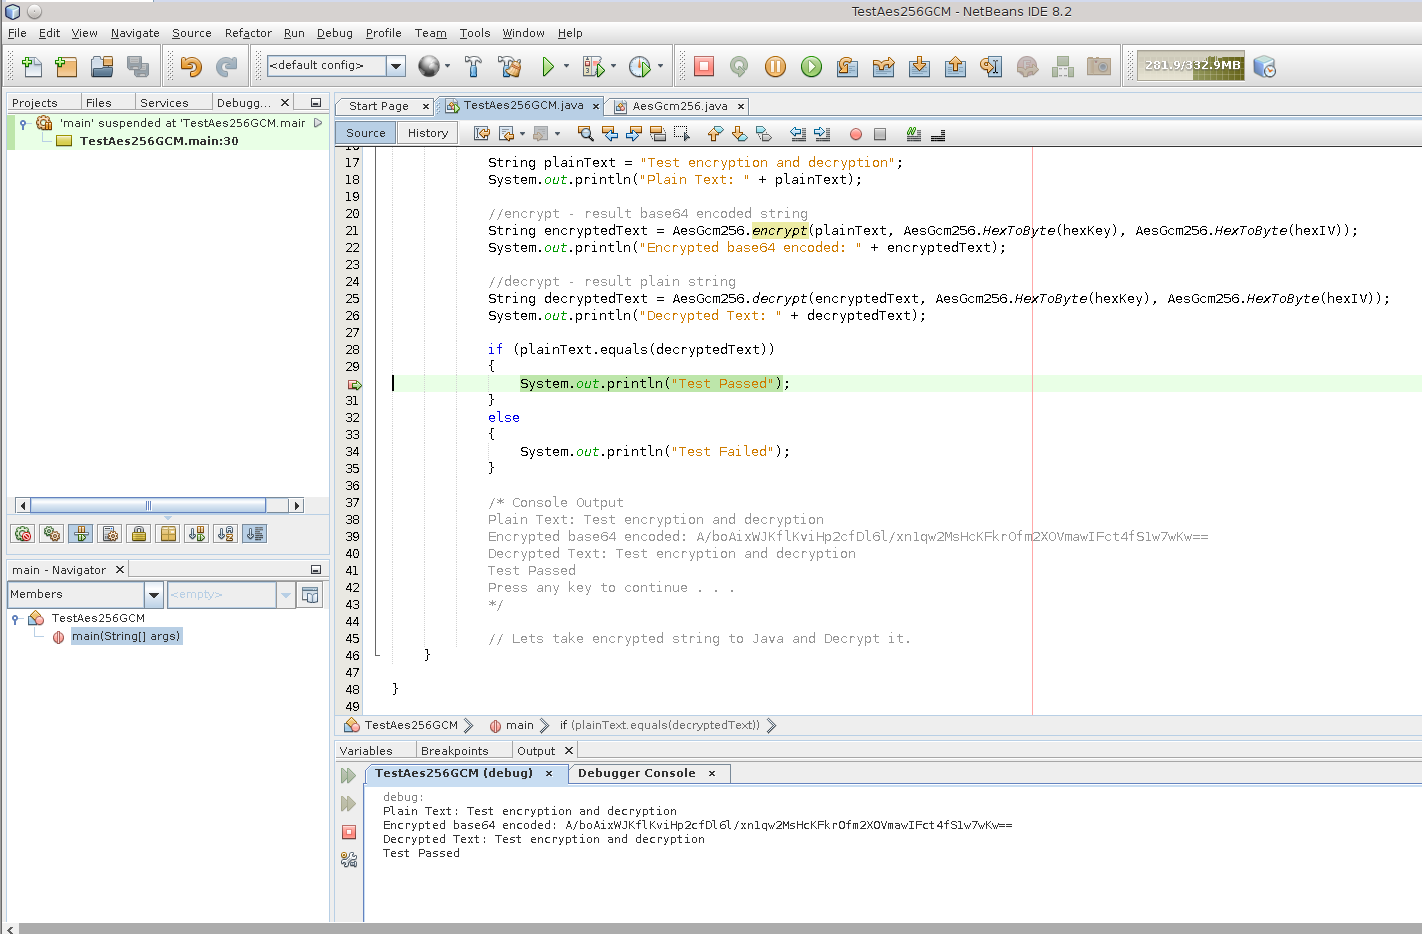 TestAes256GCM - NetBeans IDE 8.2
File Edit View Navigate Source Refactor Run Debug Profile Team Tools Window Help
<default config>
281.9/332.9MB
Projects Files Services Debugg...
'main' suspended at 'TestAes256GCM.mair
TestAes256GCM.main:30
Start Page TestAes256GCM.java AesGcm256.java
Source History
17 String plainText = "Test encryption and decryption";
18 System.out.println("Plain Text: " + plainText);
19
20 //encrypt - result base64 encoded string
21 String encryptedText = AesGcm256.encrypt(plainText, AesGcm256.HexToByte(hexKey), AesGcm256.HexToByte(hexIV));
22 System.out.println("Encrypted base64 encoded: " + encryptedText);
23
24 //decrypt - result plain string
25 String decryptedText = AesGcm256.decrypt(encryptedText, AesGcm256.HexToByte(hexKey), AesGcm256.HexToByte(hexIV));
26 System.out.println("Decrypted Text: " + decryptedText);
27
28 if (plainText.equals(decryptedText))
29 {
System.out.println("Test Passed");
31 }
32 else
33 {
34 System.out.println("Test Failed");
35 }
36
37 /* Console Output
38 Plain Text: Test encryption and decryption
39 Encrypted base64 encoded: A/boAixWJKflKviHp2cfDl6l/xn1qw2MsHcKFkrOfm2XOVmawIFct4fS1w7wKw==
40 Decrypted Text: Test encryption and decryption
41 Test Passed
42 Press any key to continue . . .
43 */
44
45 // Lets take encrypted string to Java and Decrypt it.
46 }
47
48 }
49
main - Navigator
Members <empty>
TestAes256GCM
main(String[] args)
TestAes256GCM main if (plainText.equals(decryptedText))
Variables Breakpoints Output
TestAes256GCM (debug) Debugger Console
debug:
Plain Text: Test encryption and decryption
Encrypted base64 encoded: A/boAixWJKflKviHp2cfDl6l/xn1qw2MsHcKFkrOfm2XOVmawIFct4fS1w7wKw==
Decrypted Text: Test encryption and decryption
Test Passed